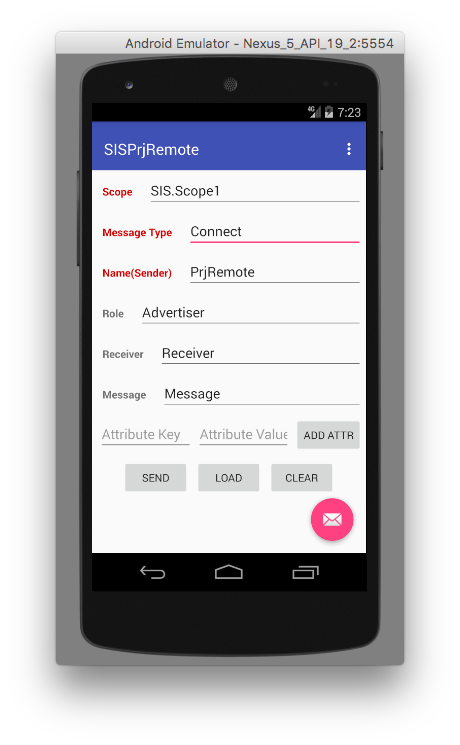 Android Emulator - Nexus_5_API_19_2:5554
4G 7:23
SISPrjRemote
Scope SIS.Scope1
Message Type Connect
Name(Sender) PrjRemote
Role Advertiser
Receiver Receiver
Message Message
Attribute Key Attribute Value ADD ATTR
SEND LOAD CLEAR